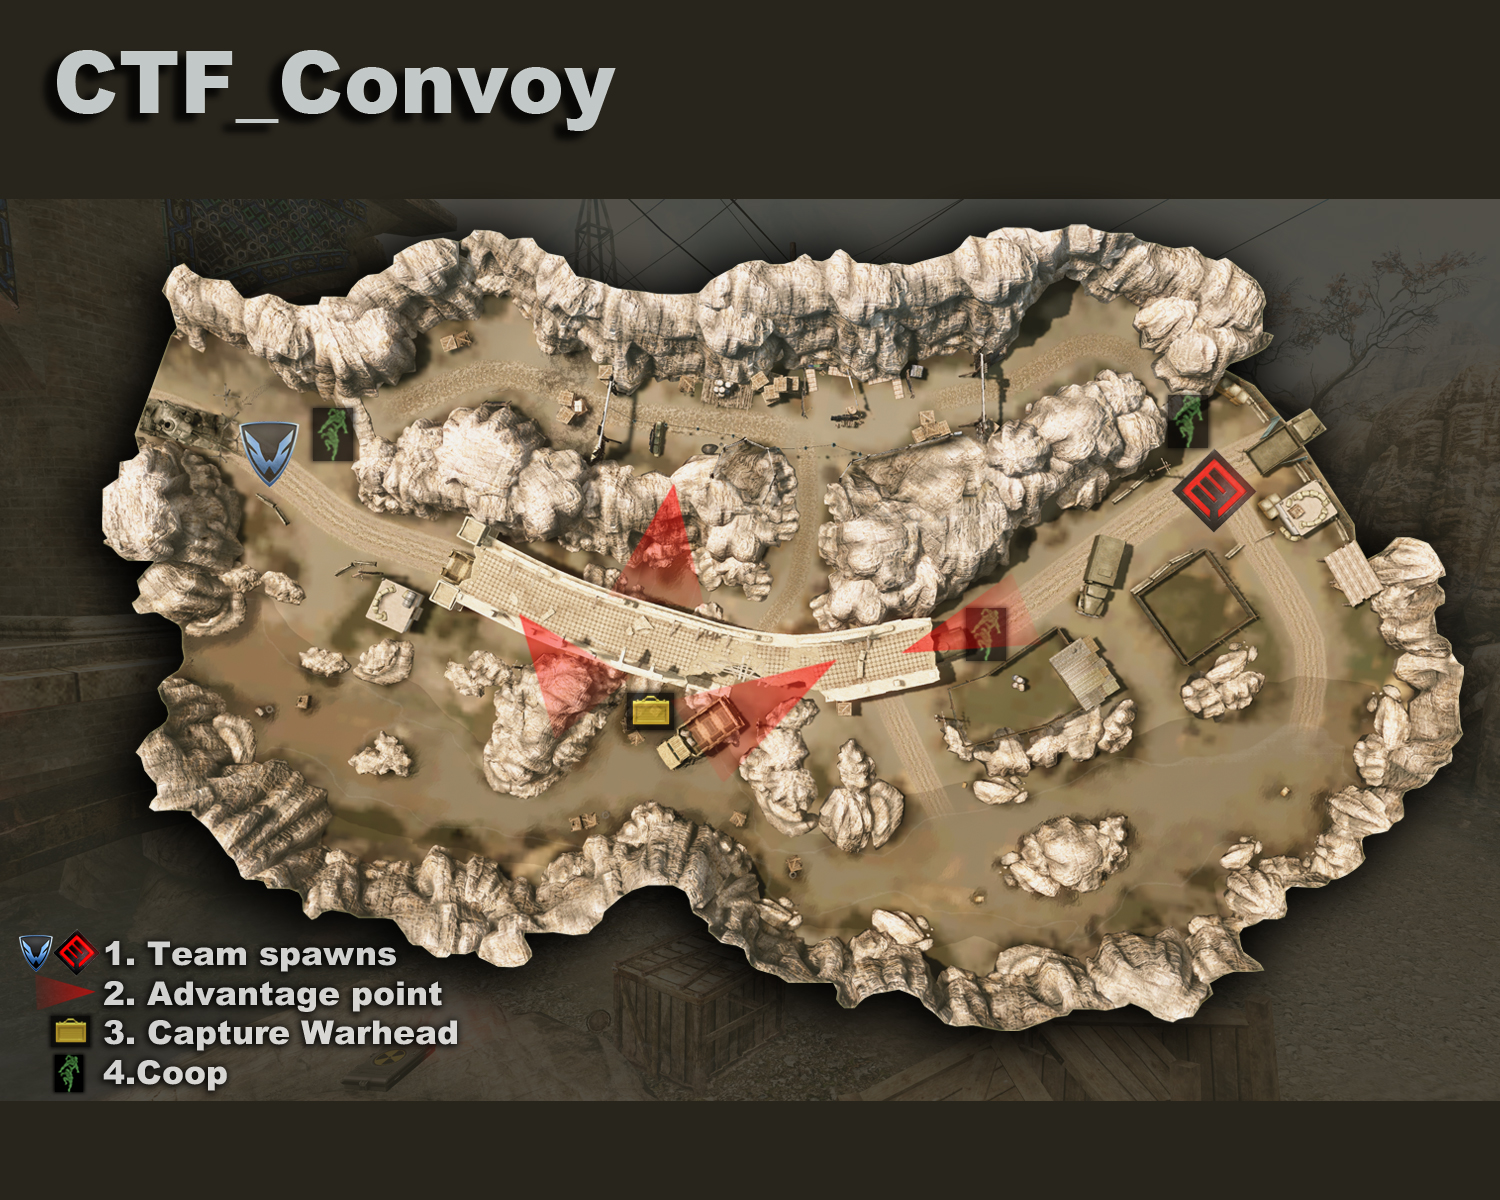 CTF_Convoy
1. Team spawns
2. Advantage point
3. Capture Warhead
4.Coop